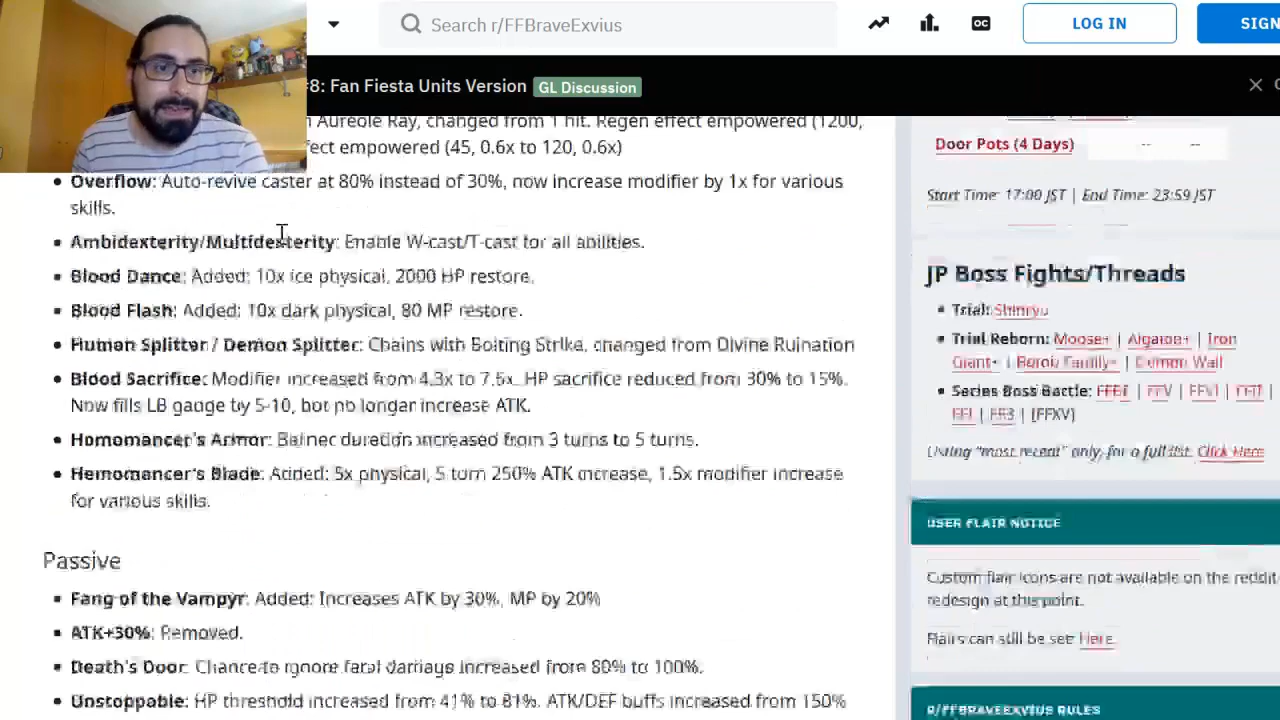 Search r/FFBraveExvius
LOG IN
SIGN
#8: Fan Fiesta Units Version GL Discussion
Aureole Ray, changed from 1 hit. Regen effect empowered (1200,
fect empowered (45, 0.6x to 120, 0.6x)
Overflow: Auto-revive caster at 80% instead of 30%, now increase modifier by 1x for various
skills.
Ambidexterity/Multidexterity: Enable W-cast/T-cast for all abilities.
Blood Dance: Added: 10x ice physical, 2000 HP restore.
Blood Flash: Added: 10x dark physical, 80 MP restore.
Human Splitter / Demon Splitter: Chains with Bolting Strike, changed from Divine Ruination
Blood Sacrifice: Modifier increased from 4.3x to 7.5x. HP sacrifice reduced from 30% to 15%.
Now fills LB gauge by 5-10, but no longer increase ATK.
Armor: duration increased from 3 turns to 5 turns.
Hemomancer's Blade: Added: 5x physical, 5 turn 250% ATK increase, 1.5x modifier increase
for various skills.
Passive
Fang of the Vampyr: Added: Increases ATK by 30%, MP by 20%
ATK+30%: Removed.
Death's Door: Chance to ignore fatal damage increased from 80% to 100%.
Unstoppable: HP threshold increased from 41% to 81%. ATK/DEF buffs increased from 150%
Door Pots (4 Days) -- --
Start Time: 17:00 JST | End Time: 23:59 JST
JP Boss Fights/Threads
Trial: Shinryu
Trial Reborn: | | Iron
Giant+ | | Demon Wall
Series Boss Battle: | FFV | FFVI | |
| | (FFXV)
Listing "most recent" only, for a full list. Click Here
USER FLAIR NOTICE
Custom flair icons are not available on the reddit
redesign at this point.
Flairs can still be set Here.
R/FFBRAVEEXVIUS RULES